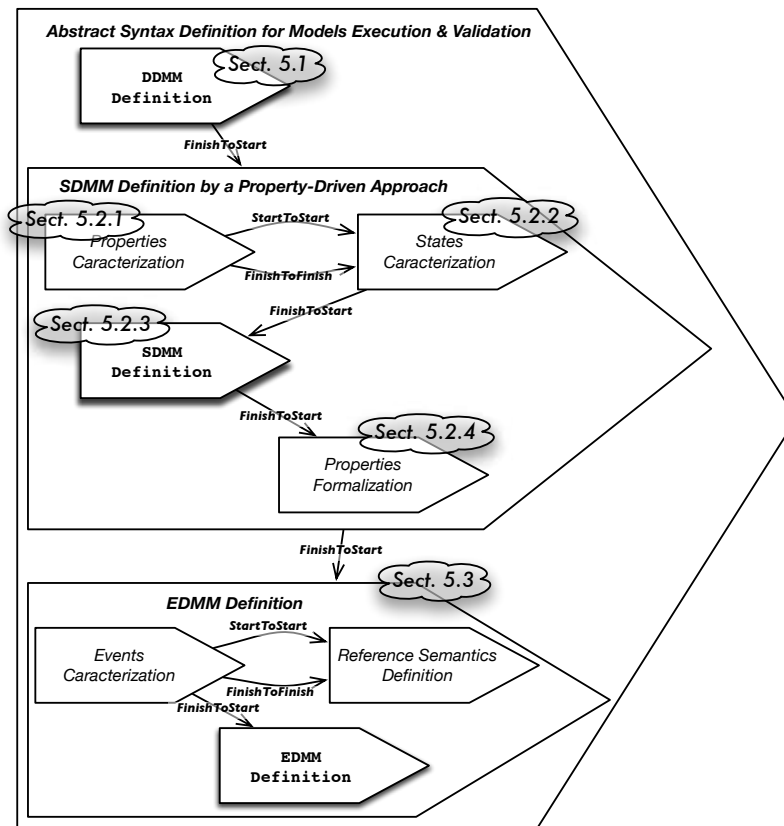 Abstract Syntax Definition for Models Execution & Validation
Sect. 5.1
DDMM
Definition
FinishToStart
SDMM Definition by a Property-Driven Approach
Sect. 5.2.1
Properties
Caracterization
StartToStart
FinishToFinish
Sect. 5.2.2
States
Caracterization
FinishToStart
Sect. 5.2.3
SDMM
Definition
FinishToStart
Sect. 5.2.4
Properties
Formalization
FinishToStart
Sect. 5.3
EDMM Definition
Events
Caracterization
StartToStart
FinishToFinish
Reference Semantics
Definition
FinishToStart
EDMM
Definition